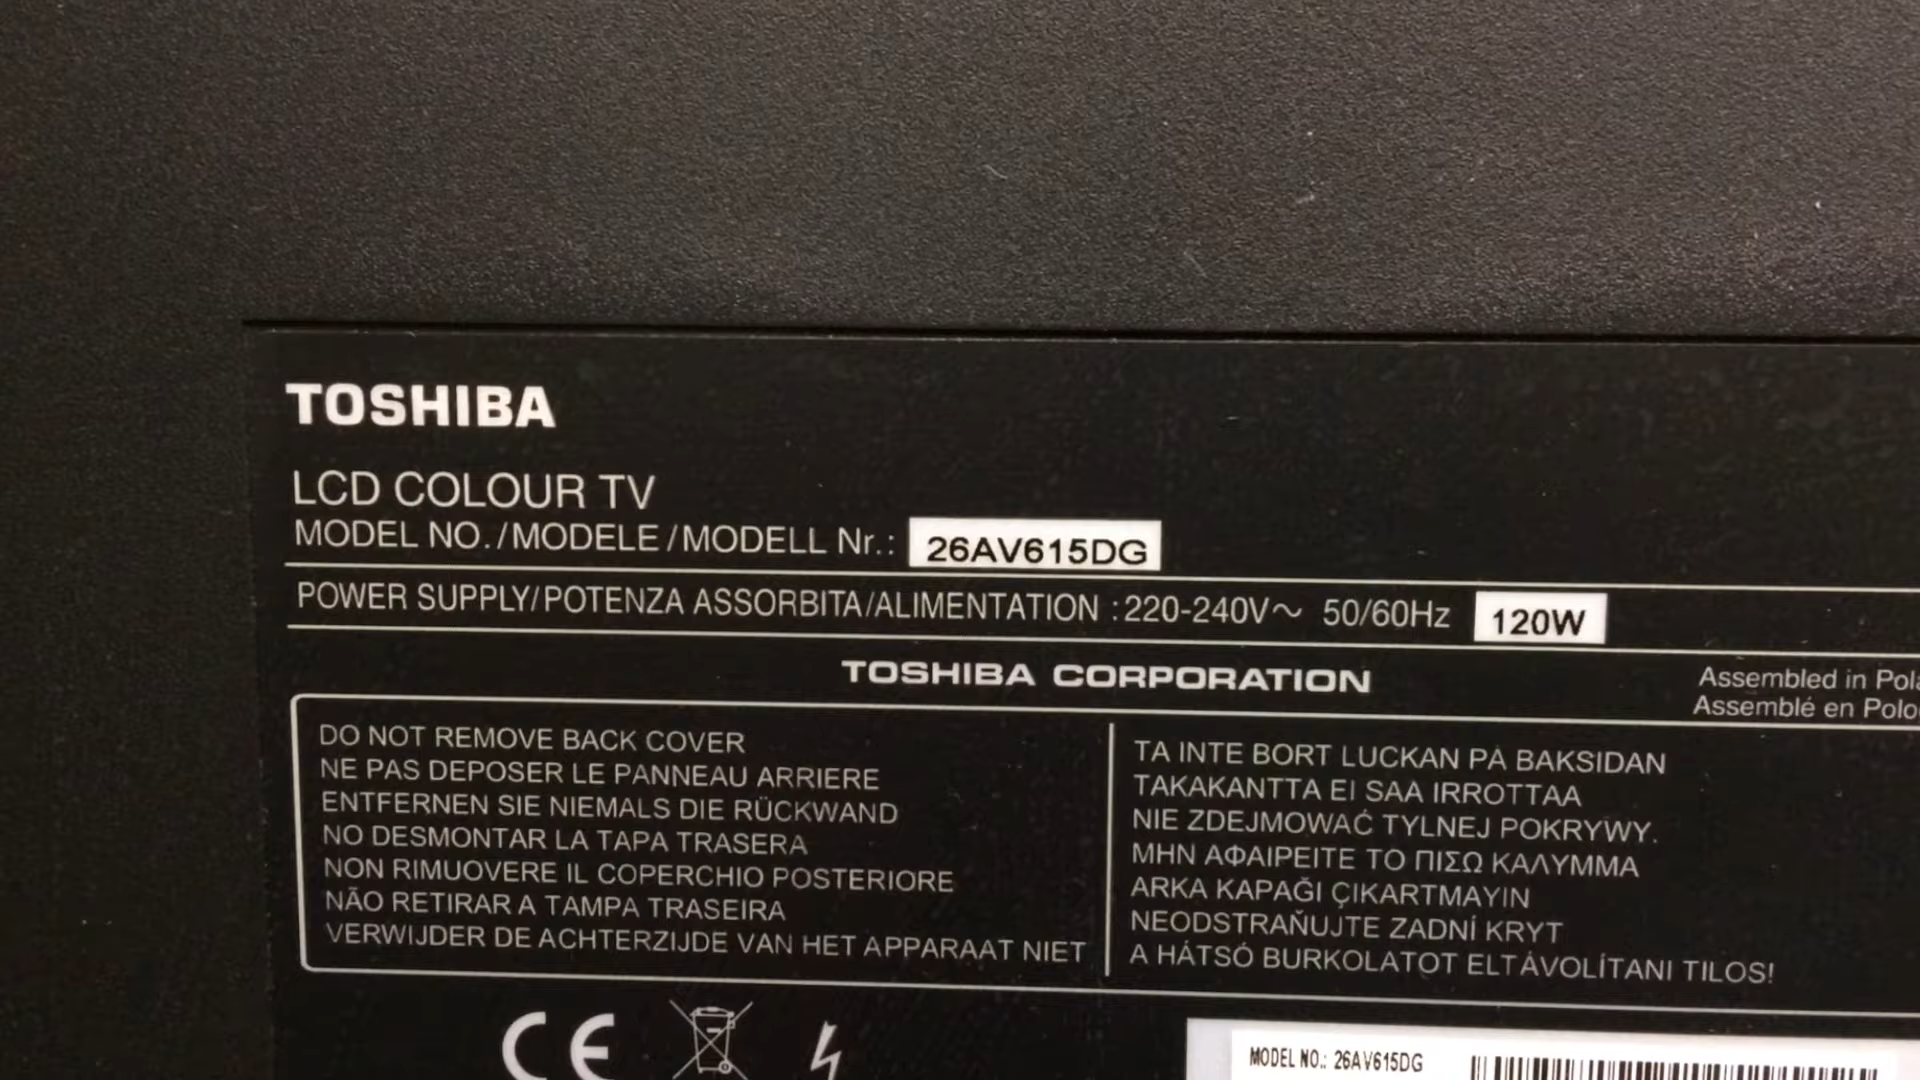 TOSHIBA
LCD COLOUR TV
MODEL NO./MODELE/MODELL Nr.: 26AV615DG
POWER SUPPLY/POTENZA ASSORBITA/ALIMENTATION :220-240V~ 50/60Hz 120W
TOSHIBA CORPORATION
Assembled in
Assemblé en
DO NOT REMOVE BACK COVER
NE PAS DEPOSER LE PANNEAU ARRIERE
ENTFERNEN SIE NIEMALS DIE RÜCKWAND
NO DESMONTAR LA TAPA TRASERA
NON RIMUOVERE IL COPERCHIO POSTERIORE
NÃO RETIRAR A TAMPA TRASEIRA
VERWIJDER DE ACHTERZIJDE VAN HET APPARAAT NIET
TA INTE BORT LUCKAN PÅ BAKSIDAN
TAKAKANTTA EI SAA IRROTTAA
NIE ZDEJMOWAĆ TYLNEJ POKRYWY.
ΜΗΝ ΑΦΑΙΡΕΙΤΕ ΤΟ ΠΙΣΩ ΚΑΛΥΜΜΑ
ARKA KAPAĞI ÇIKARTMAYIN
NEODSTRAŇUJTE ZADNÍ KRYT
A HÁTSÓ BURKOLATOT ELTÁVOLÍTANI TILOS!
CE
MODEL NO.: 26AV615DG